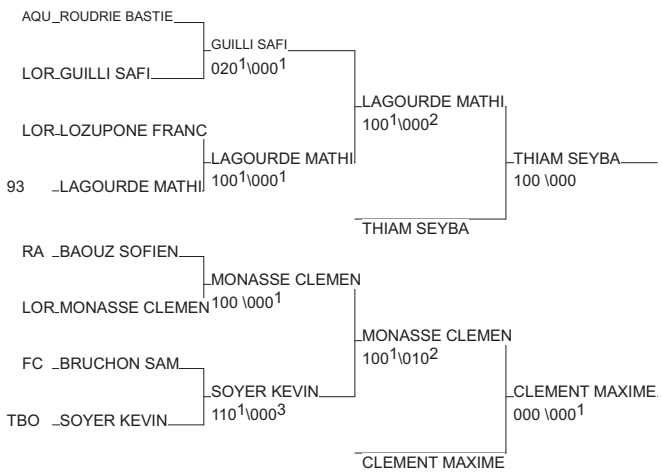 AQU ROUDRIE BASTIE
GUILLI SAFI
020¹\000¹
LOR GUILLI SAFI
LAGOURDE MATHI
100¹\000²
LOR LOZUPONE FRANC
LAGOURDE MATHI
100¹\000¹
THIAM SEYBA
100 \000
93 LAGOURDE MATHI
THIAM SEYBA
RA BAOUZ SOFIEN
MONASSE CLEMEN
100 \000¹
LOR MONASSE CLEMEN
MONASSE CLEMEN
100¹\010²
FC BRUCHON SAM
SOYER KEVIN
110¹\000³
CLEMENT MAXIME
000 \000¹
TBO SOYER KEVIN
CLEMENT MAXIME